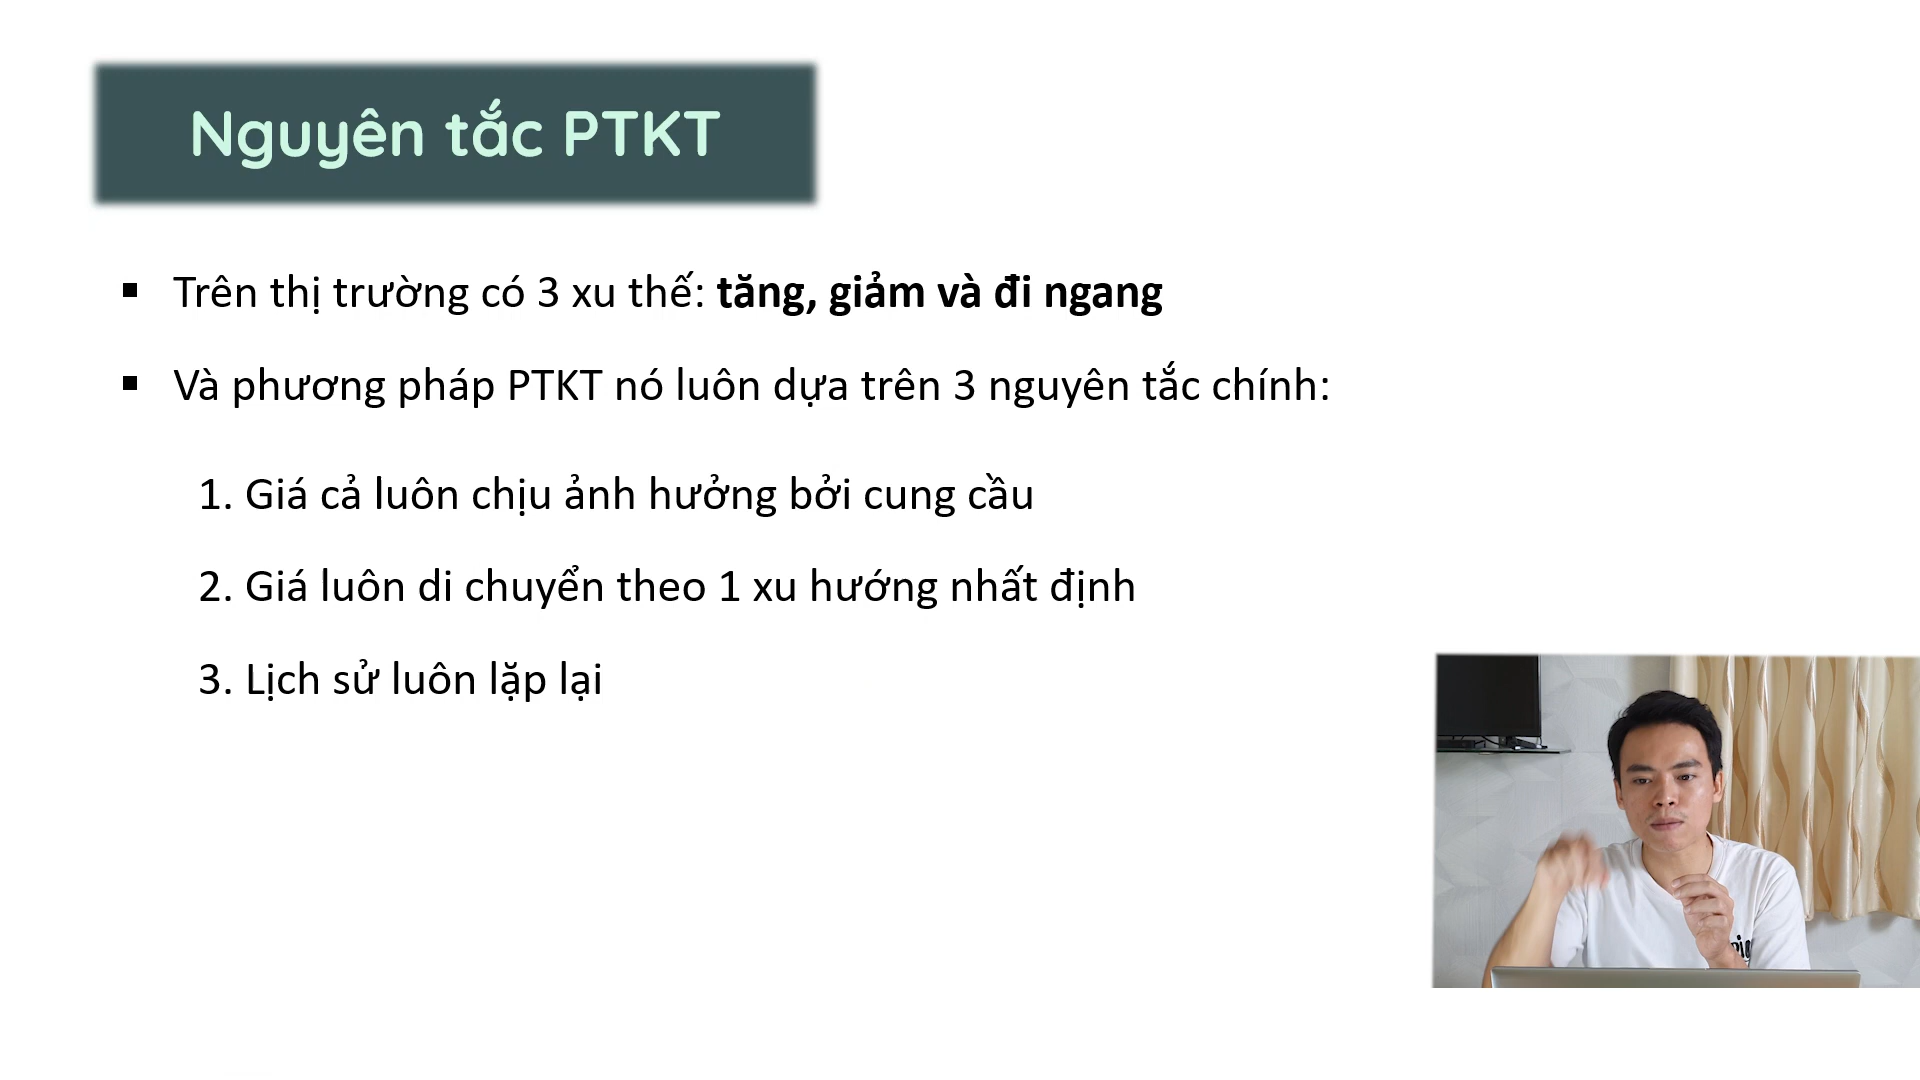 Nguyên tắc PTKT
▪ Trên thị trường có 3 xu thế: tăng, giảm và đi ngang
▪ Và phương pháp PTKT nó luôn dựa trên 3 nguyên tắc chính:
1. Giá cả luôn chịu ảnh hưởng bởi cung cầu
2. Giá luôn di chuyển theo 1 xu hướng nhất định
3. Lịch sử luôn lặp lại